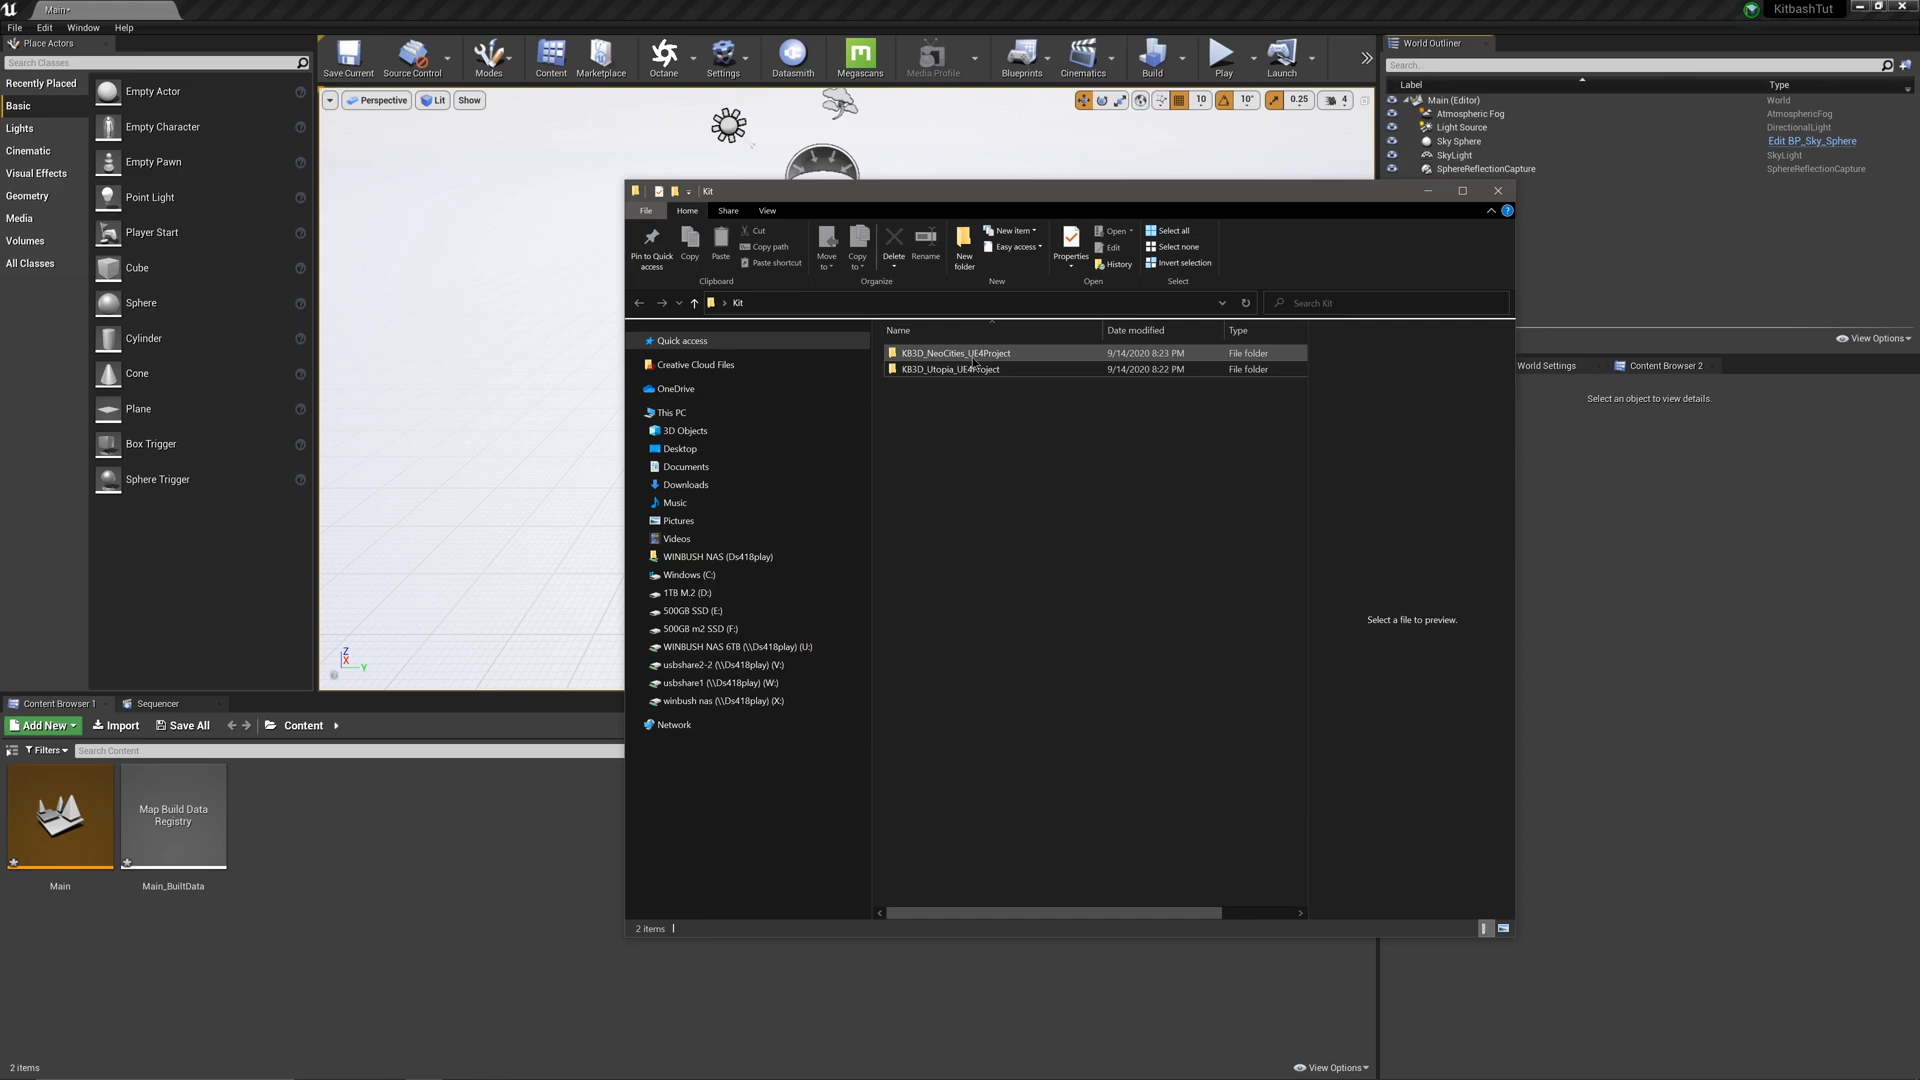 Main*
KitbashTut
File Edit Window Help
Place Actors
Search Classes
Recently Placed
Basic
Lights
Cinematic
Visual Effects
Geometry
Media
Volumes
All Classes
Empty Actor
Empty Character
Empty Pawn
Point Light
Player Start
Cube
Sphere
Cylinder
Cone
Plane
Box Trigger
Sphere Trigger
Save Current Source Control Modes Content Marketplace Octane Settings Datasmith Megascans Media Profile Blueprints Cinematics Build Play Launch
Perspective Lit Show
10 10° 0.25 4
Z
X
Y
World Outliner
Search...
Label Type
Main (Editor) World
Atmospheric Fog AtmosphericFog
Light Source DirectionalLight
Sky Sphere Edit BP_Sky_Sphere
SkyLight SkyLight
SphereReflectionCapture SphereReflectionCapture
View Options
World Settings Content Browser 2
Select an object to view details.
Kit
File Home Share View
Pin to Quick access
Copy
Paste
Cut
Copy path
Paste shortcut
Clipboard
Move to
Copy to
Delete
Rename
Organize
New folder
New item
Easy access
New
Properties
Open
Edit
History
Open
Select all
Select none
Invert selection
Select
Kit
Search Kit
Quick access
Creative Cloud Files
OneDrive
This PC
3D Objects
Desktop
Documents
Downloads
Music
Pictures
Videos
WINBUSH NAS (Ds418play)
Windows (C:)
1TB M.2 (D:)
500GB SSD (E:)
500GB m2 SSD (F:)
WINBUSH NAS 6TB (\\Ds418play) (U:)
usbshare2-2 (\\Ds418play) (V:)
usbshare1 (\\Ds418play) (W:)
winbush nas (\\Ds418play) (X:)
Network
Name Date modified Type
KB3D_NeoCities_UE4Project 9/14/2020 8:23 PM File folder
KB3D_Utopia_UE4Project 9/14/2020 8:22 PM File folder
Select a file to preview.
2 items
Content Browser 1 Sequencer
Add New Import Save All Content
Filters Search Content
Map Build Data
Registry
Main Main_BuiltData
2 items
View Options